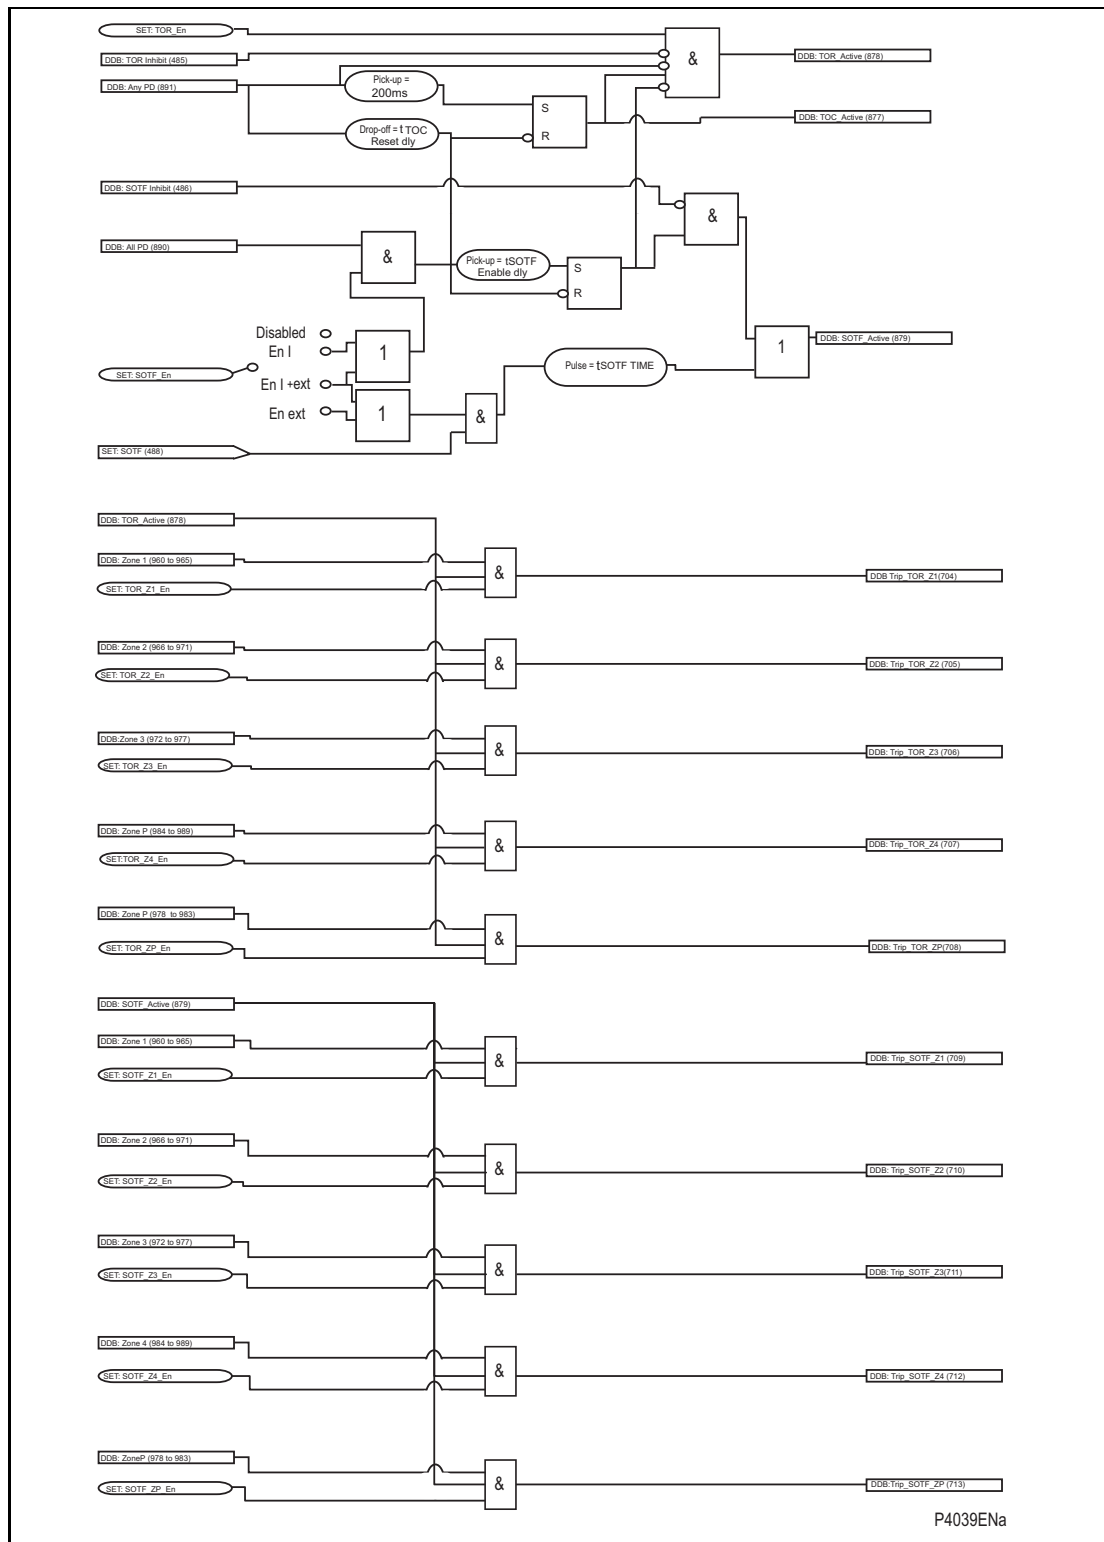 SET: TOR_En
DDB: TOR Inhibit (485)
DDB: Any PD (891)
Pick-up =
200ms
Drop-off = t TOC
Reset dly
S
R
&
DDB: TOR_Active (878)
DDB: TOC_Active (877)
DDB: SOTF Inhibit (486)
DDB: All PD (890)
&
Pick-up = tSOTF
Enable dly
S
R
&
Disabled
En I
En I +ext
En ext
SET: SOTF_En
1
1
&
Pulse = tSOTF TIME
1
DDB: SOTF_Active (879)
SET: SOTF (488)
DDB: TOR_Active (878)
DDB: Zone 1 (960 to 965)
SET: TOR_Z1_En
&
DDB Trip_TOR_Z1(704)
DDB: Zone 2 (966 to 971)
SET: TOR_Z2_En
&
DDB: Trip_TOR_Z2 (705)
DDB:Zone 3 (972 to 977)
SET: TOR_Z3_En
&
DDB: Trip_TOR_Z3 (706)
DDB: Zone P (984 to 989)
SET:TOR_Z4_En
&
DDB: Trip_TOR_Z4 (707)
DDB: Zone P (978 to 983)
SET: TOR_ZP_En
&
DDB: Trip_TOR_ZP(708)
DDB: SOTF_Active (879)
DDB: Zone 1 (960 to 965)
SET: SOTF_Z1_En
&
DDB: Trip_SOTF_Z1 (709)
DDB: Zone 2 (966 to 971)
SET: SOTF_Z2_En
&
DDB: Trip_SOTF_Z2 (710)
DDB: Zone 3 (972 to 977)
SET: SOTF_Z3_En
&
DDB: Trip_SOTF_Z3(711)
DDB: Zone 4 (984 to 989)
SET: SOTF_Z4_En
&
DDB: Trip_SOTF_Z4 (712)
DDB: ZoneP (978 to 983)
SET: SOTF_ZP_En
&
DDB:Trip_SOTF_ZP (713)
P4039ENa